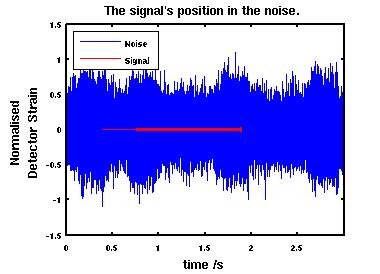 The signal's position in the noise.
1.5
Noise
Signal
1
0.5
0
-0.5
-1
-1.5
Normalised
Detector Strain
0 0.5 1 1.5 2 2.5
time /s